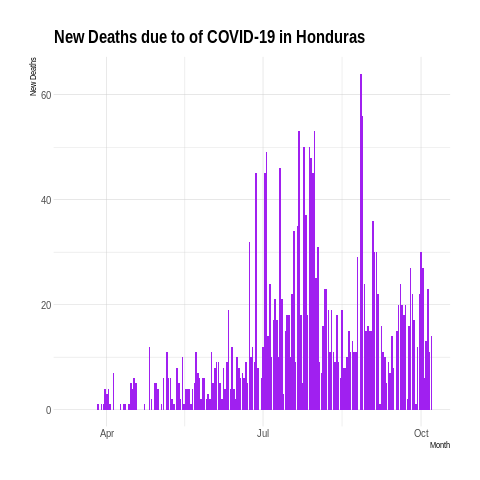 New Deaths due to of COVID-19 in Honduras
New Deaths
60
40
20
0
Apr
Jul
Oct
Month